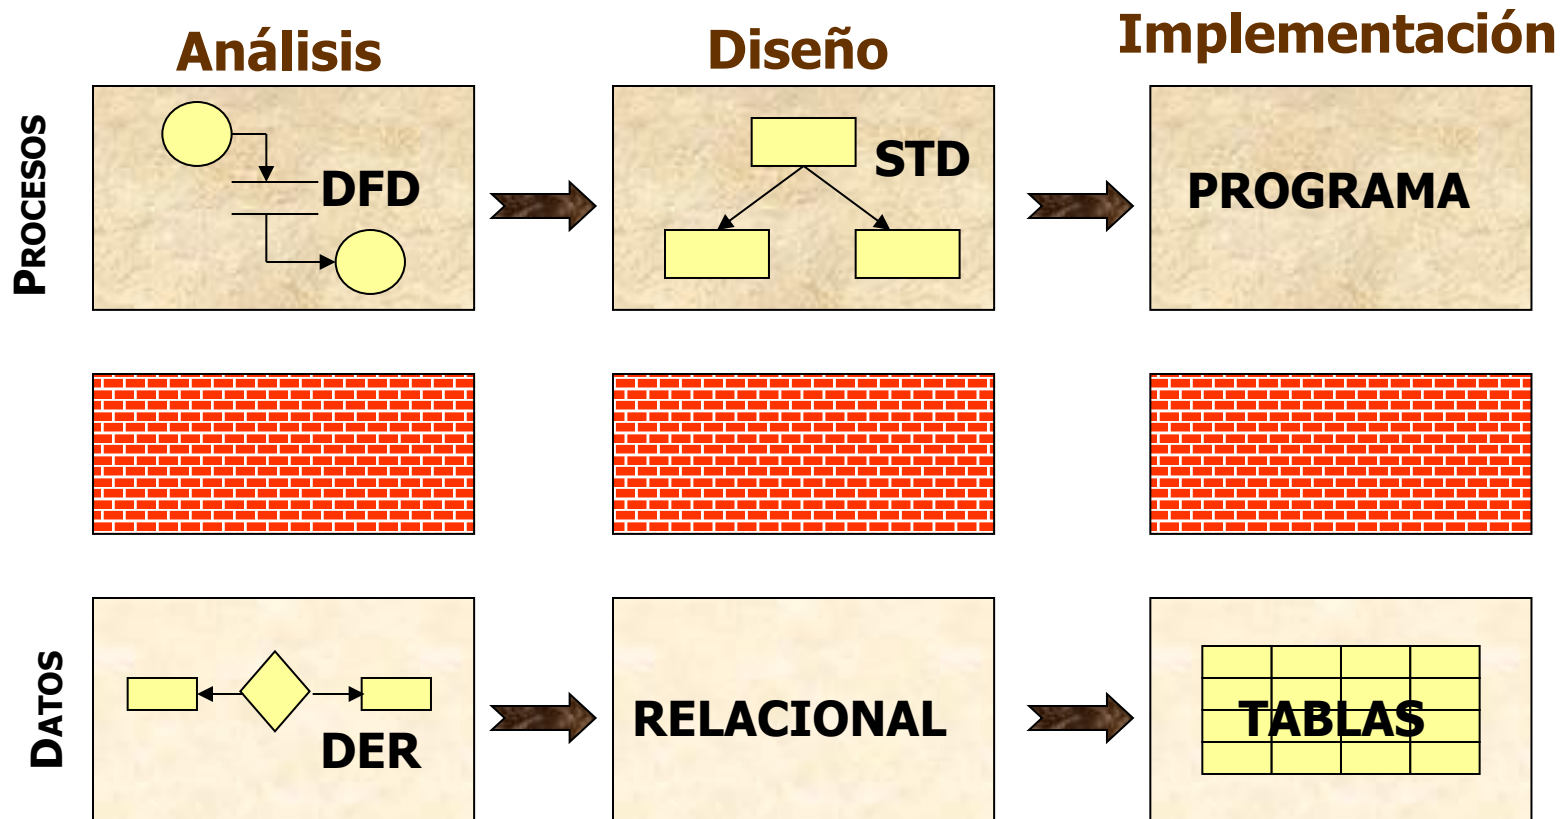 Análisis
Diseño
Implementación
PROCESOS
DFD
STD
PROGRAMA
DATOS
DER
RELACIONAL
TABLAS